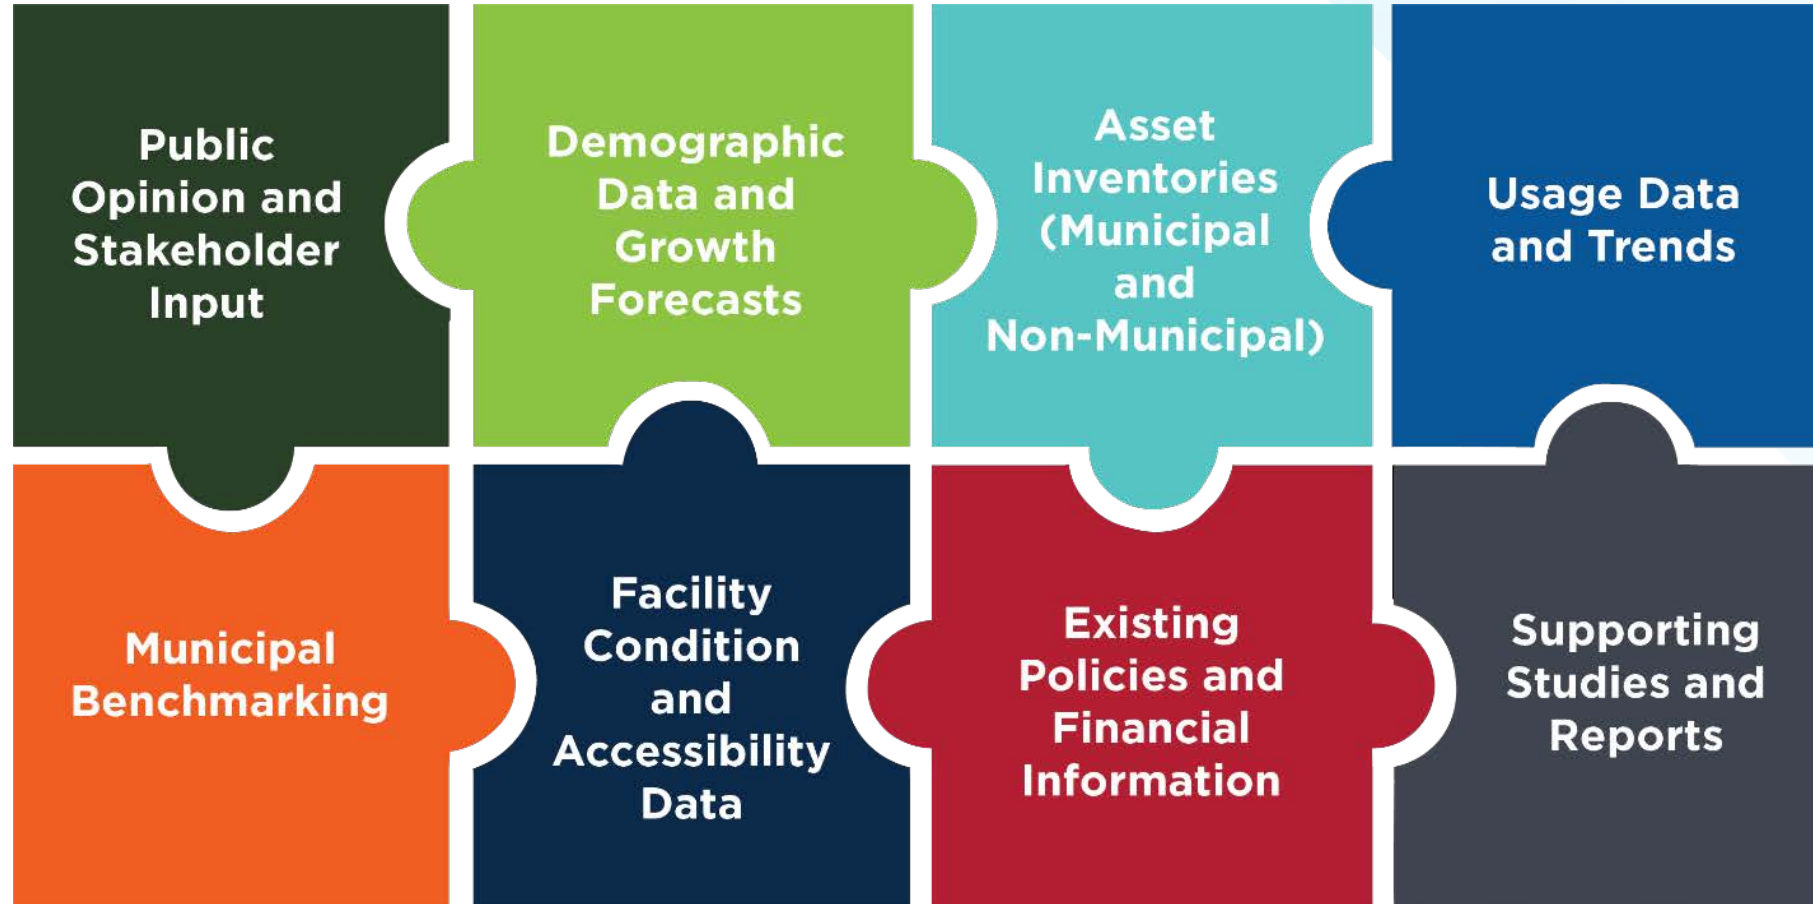 Public
Opinion and
Stakeholder
Input
Demographic
Data and
Growth
Forecasts
Asset
Inventories
(Municipal
and
Non-Municipal)
Usage Data
and Trends
Municipal
Benchmarking
Facility
Condition
and
Accessibility
Data
Existing
Policies and
Financial
Information
Supporting
Studies and
Reports